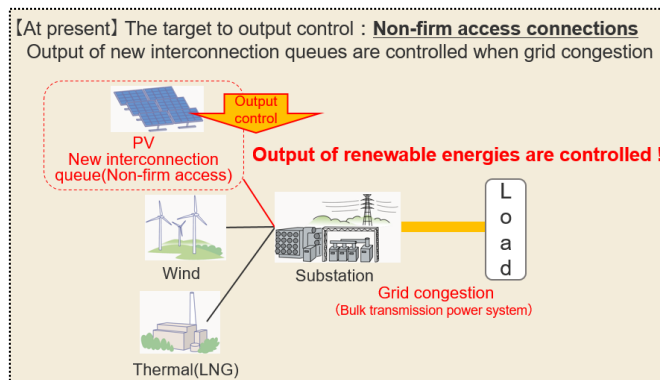 【At present】 The target to output control : Non-firm access connections
Output of new interconnection queues are controlled when grid congestion
Output
control
PV
New interconnection
queue(Non-firm access)
Output of renewable energies are controlled !
Wind
Substation
L
o
a
d
Grid congestion
(Bulk transmission power system)
Thermal(LNG)